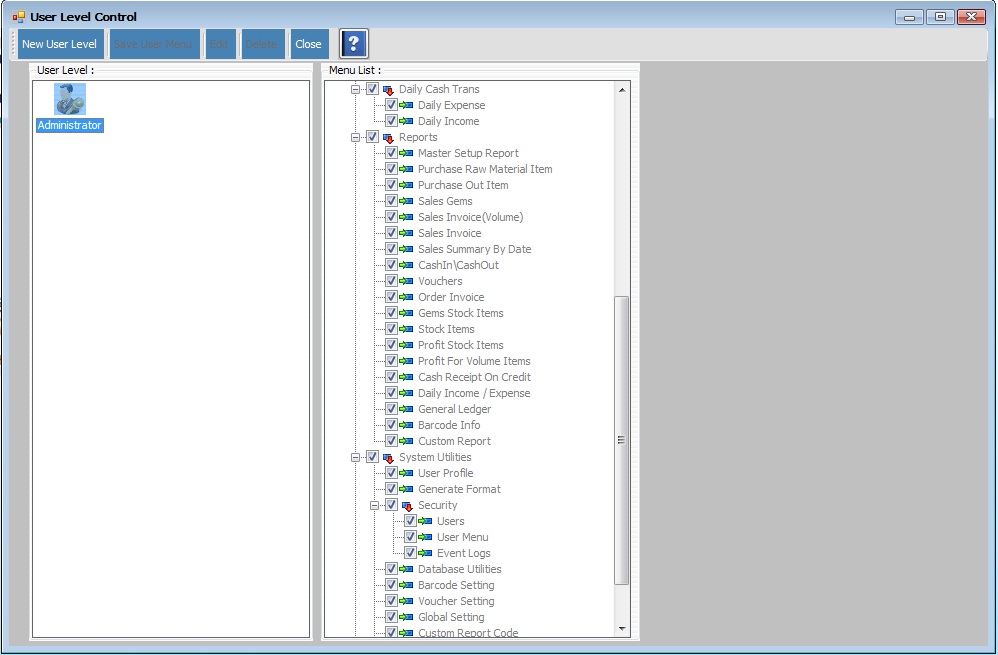 User Level Control
New User Level Save User Menu Edit Delete Close ?
User Level :
Administrator
Menu List :
Daily Cash Trans
Daily Expense
Daily Income
Reports
Master Setup Report
Purchase Raw Material Item
Purchase Out Item
Sales Gems
Sales Invoice(Volume)
Sales Invoice
Sales Summary By Date
CashIn\CashOut
Vouchers
Order Invoice
Gems Stock Items
Stock Items
Profit Stock Items
Profit For Volume Items
Cash Receipt On Credit
Daily Income / Expense
General Ledger
Barcode Info
Custom Report
System Utilities
User Profile
Generate Format
Security
Users
User Menu
Event Logs
Database Utilities
Barcode Setting
Voucher Setting
Global Setting
Custom Report Code